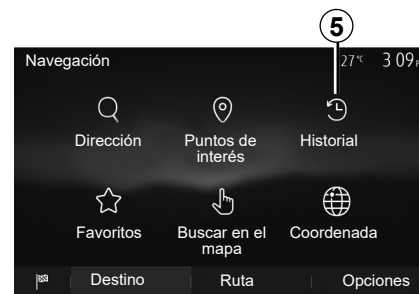 5
Navegación 27°C 3 09
Dirección Puntos de interés Historial
Favoritos Buscar en el mapa Coordenada
Destino Ruta Opciones